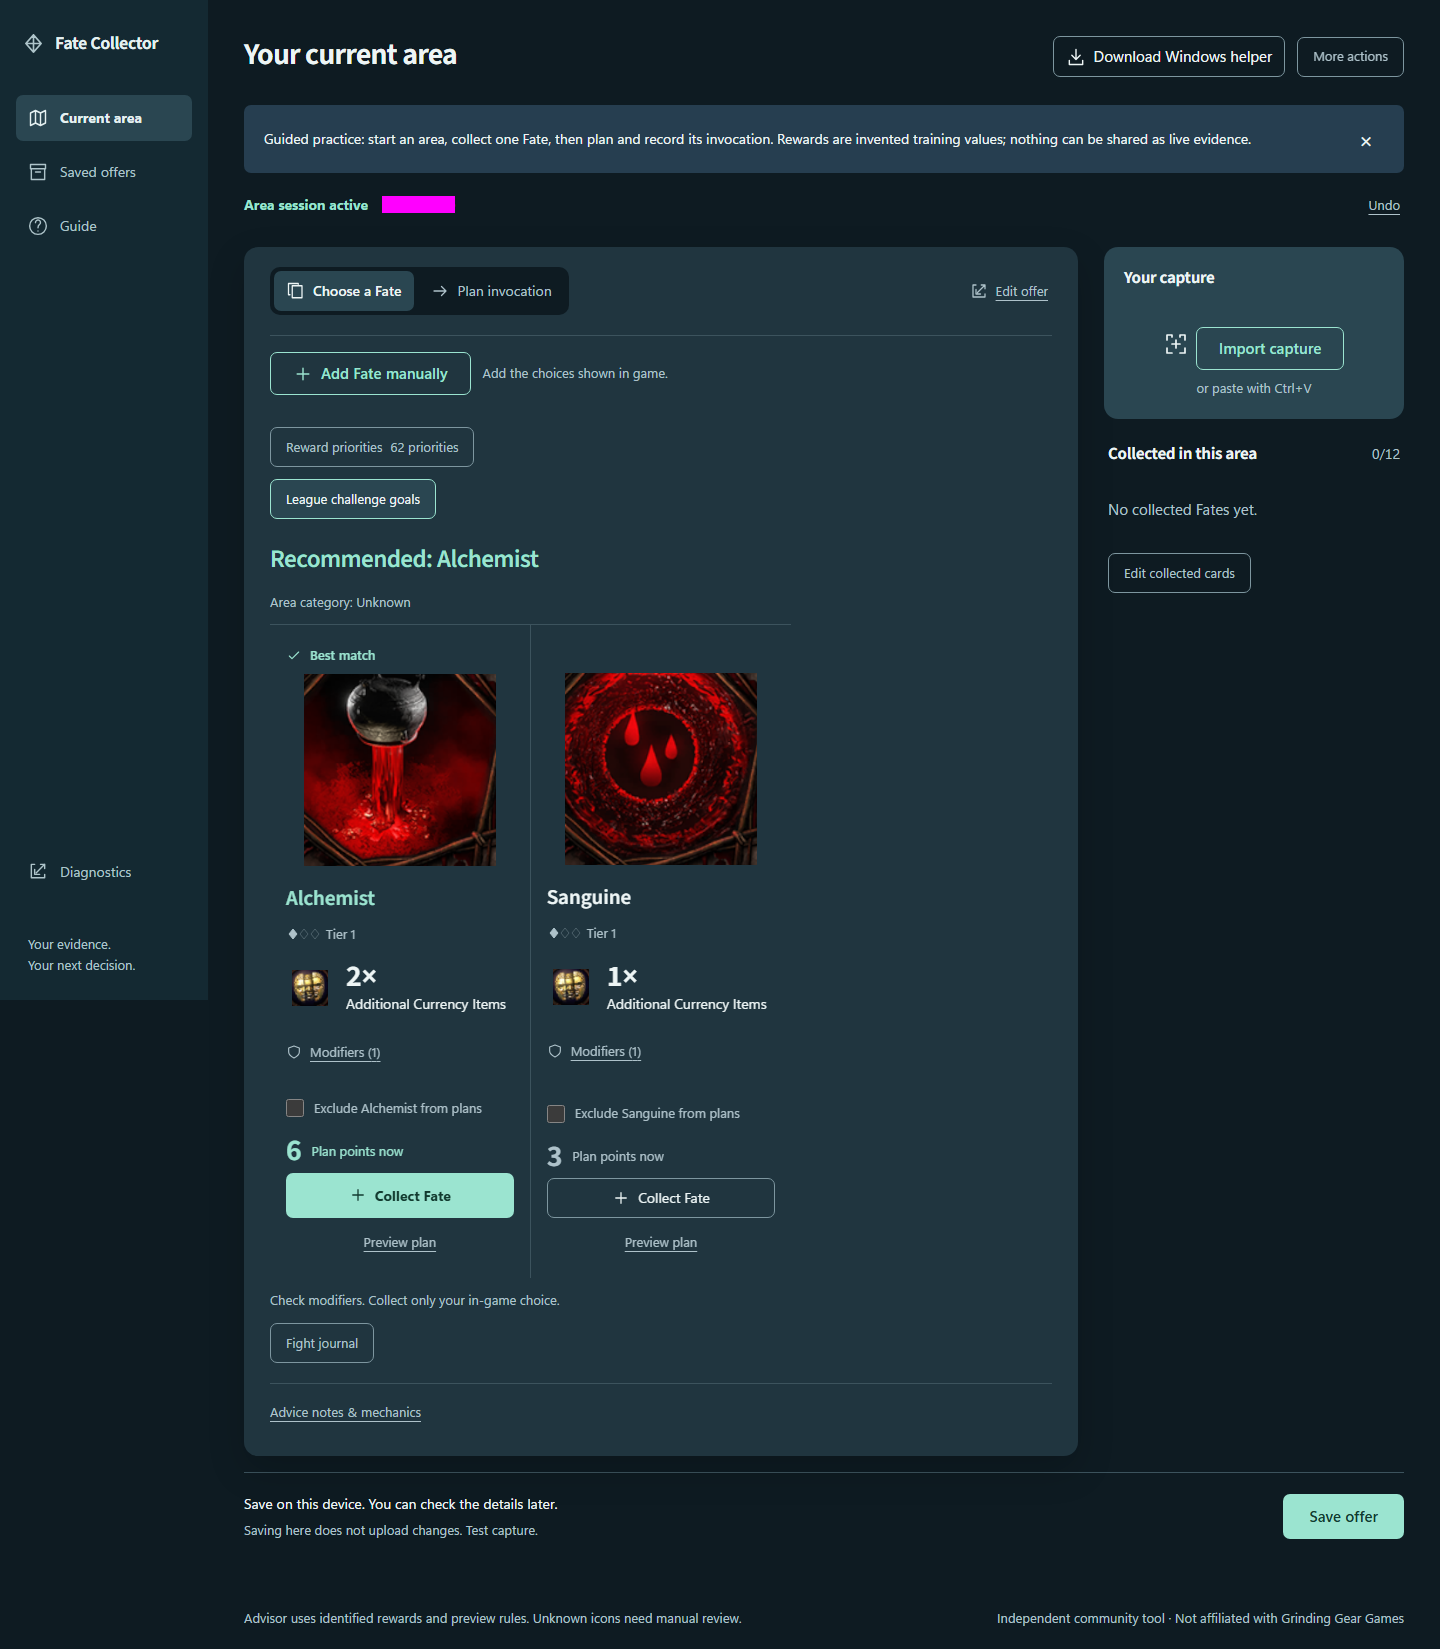 Fate Collector
Current area
Saved offers
Guide
Diagnostics
Your evidence.
Your next decision.
Your current area
Download Windows helper
More actions
Guided practice: start an area, collect one Fate, then plan and record its invocation. Rewards are invented training values; nothing can be shared as live evidence.
Area session active
Undo
Choose a Fate
Plan invocation
Edit offer
Add Fate manually
Add the choices shown in game.
Reward priorities 62 priorities
League challenge goals
Recommended: Alchemist
Area category: Unknown
Best match
Alchemist
Tier 1
2×
Additional Currency Items
Modifiers (1)
Exclude Alchemist from plans
6 Plan points now
Collect Fate
Preview plan
Sanguine
Tier 1
1×
Additional Currency Items
Modifiers (1)
Exclude Sanguine from plans
3 Plan points now
Collect Fate
Preview plan
Check modifiers. Collect only your in-game choice.
Fight journal
Advice notes & mechanics
Your capture
Import capture
or paste with Ctrl+V
Collected in this area 0/12
No collected Fates yet.
Edit collected cards
Save on this device. You can check the details later.
Saving here does not upload changes. Test capture.
Save offer
Advisor uses identified rewards and preview rules. Unknown icons need manual review.
Independent community tool · Not affiliated with Grinding Gear Games